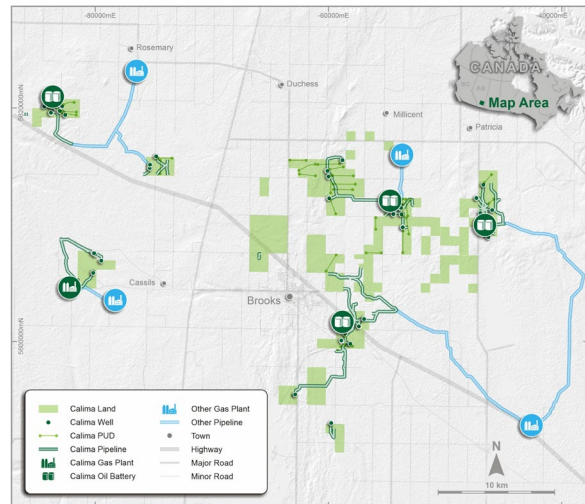 -80000mE
-60000mE
-40000mE
Rosemary
CANADA
Map Area
Duchess
5620000mN
Millicent
Patricia
Cassils
Brooks
5600000mN
Calima Land
Calima Well
Calima PUD
Calima Pipeline
Calima Gas Plant
Calima Oil Battery
Other Gas Plant
Other Pipeline
Town
Highway
Major Road
Minor Road
N
10 km